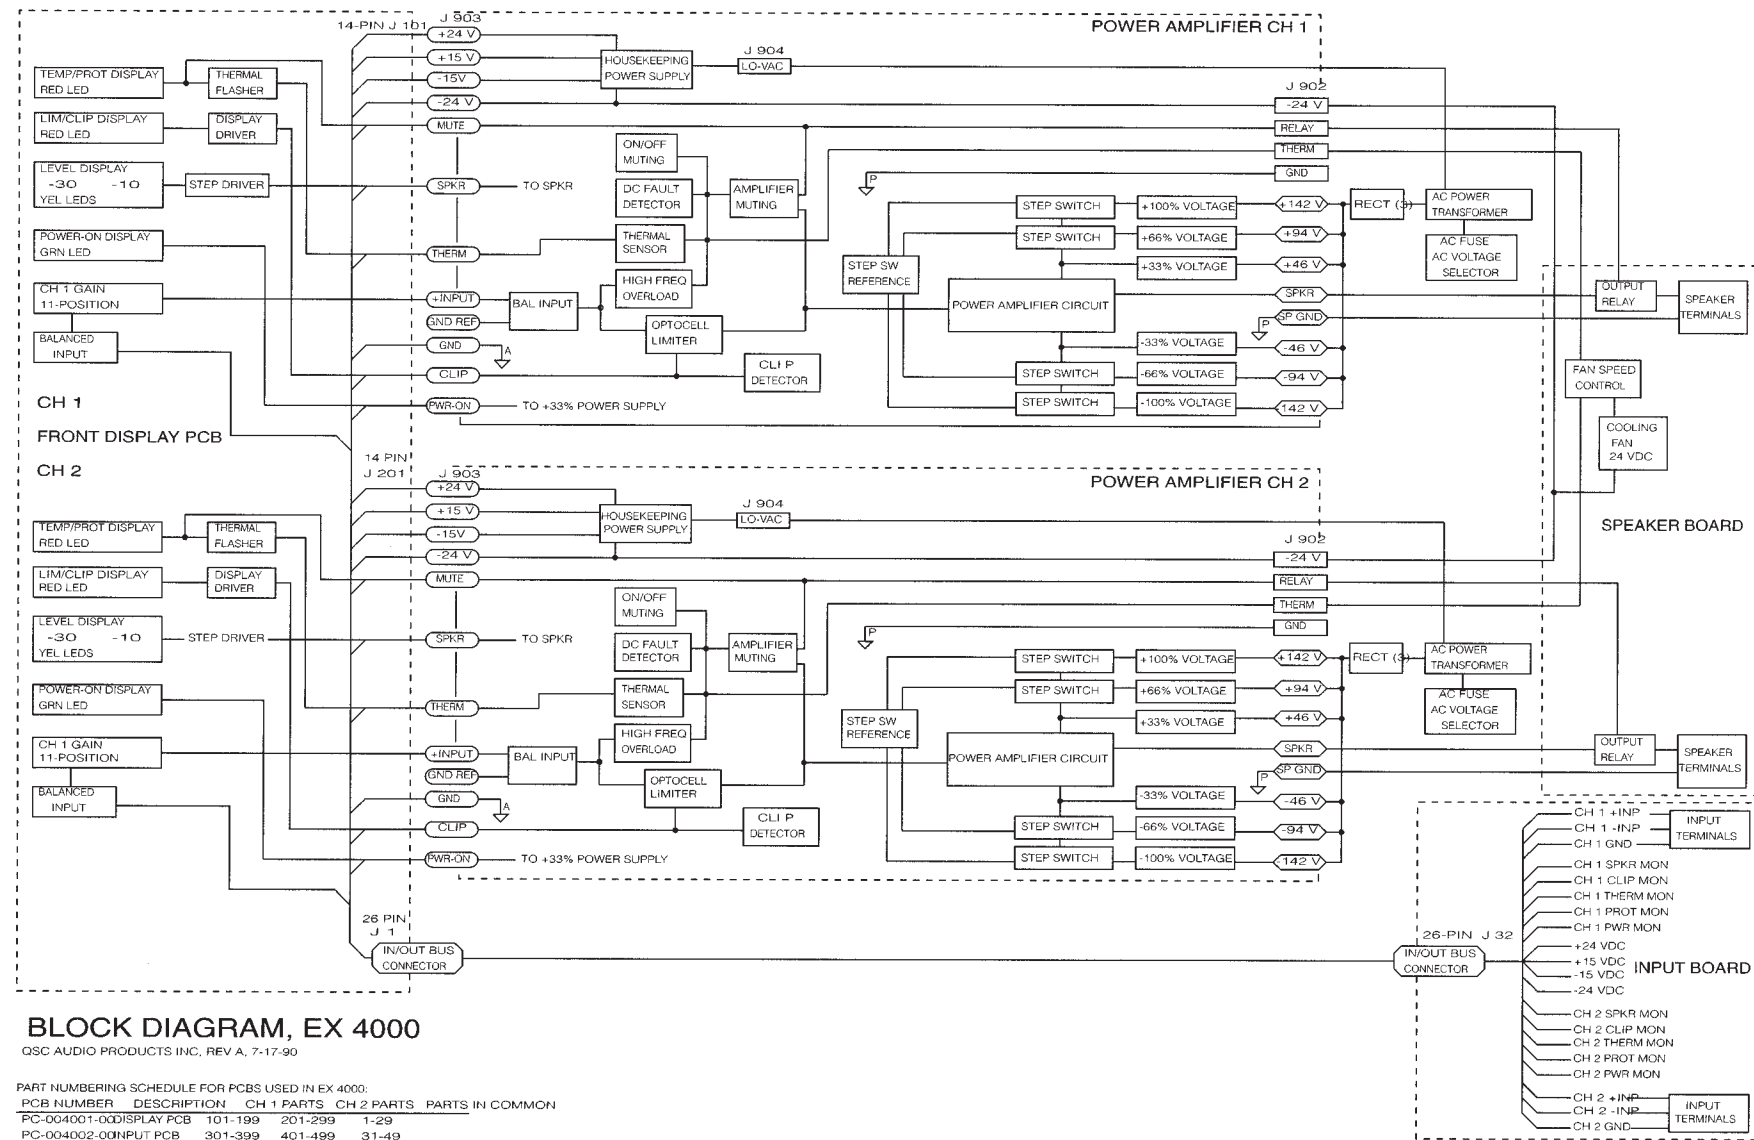 POWER AMPLIFIER CH 1
14-PIN J 101
J 903
+24 V
+15 V
-15V
-24 V
MUTE
SPKR
TO SPKR
THERM
+INPUT
GND REF
GND
A
CLIP
PWR-ON
TO +33% POWER SUPPLY
TEMP/PROT DISPLAY
RED LED
THERMAL
FLASHER
LIM/CLIP DISPLAY
RED LED
DISPLAY
DRIVER
LEVEL DISPLAY
-30 -10
YEL LEDS
STEP DRIVER
POWER-ON DISPLAY
GRN LED
CH 1 GAIN
11-POSITION
BALANCED
INPUT
CH 1
FRONT DISPLAY PCB
CH 2
HOUSEKEEPING
POWER SUPPLY
J 904
LO-VAC
ON/OFF
MUTING
DC FAULT
DETECTOR
AMPLIFIER
MUTING
THERMAL
SENSOR
HIGH FREQ
OVERLOAD
BAL INPUT
OPTOCELL
LIMITER
CLIP
DETECTOR
J 902
-24 V
RELAY
THERM
GND
P
STEP SWITCH
+100% VOLTAGE
+142 V
RECT (3)
AC POWER
TRANSFORMER
STEP SWITCH
+66% VOLTAGE
+94 V
AC FUSE
AC VOLTAGE
SELECTOR
+33% VOLTAGE
+46 V
STEP SW
REFERENCE
POWER AMPLIFIER CIRCUIT
SPKR
P
SP GND
-33% VOLTAGE
-46 V
STEP SWITCH
-66% VOLTAGE
-94 V
STEP SWITCH
-100% VOLTAGE
-142 V
OUTPUT
RELAY
SPEAKER
TERMINALS
FAN SPEED
CONTROL
COOLING
FAN
24 VDC
SPEAKER BOARD
POWER AMPLIFIER CH 2
14 PIN
J 201
J 903
+24 V
+15 V
-15V
-24 V
MUTE
SPKR
TO SPKR
THERM
+INPUT
GND REF
GND
A
CLIP
PWR-ON
TO +33% POWER SUPPLY
TEMP/PROT DISPLAY
RED LED
THERMAL
FLASHER
LIM/CLIP DISPLAY
RED LED
DISPLAY
DRIVER
LEVEL DISPLAY
-30 -10
YEL LEDS
STEP DRIVER
POWER-ON DISPLAY
GRN LED
CH 1 GAIN
11-POSITION
BALANCED
INPUT
HOUSEKEEPING
POWER SUPPLY
J 904
LO-VAC
ON/OFF
MUTING
DC FAULT
DETECTOR
AMPLIFIER
MUTING
THERMAL
SENSOR
HIGH FREQ
OVERLOAD
BAL INPUT
OPTOCELL
LIMITER
CLIP
DETECTOR
J 902
-24 V
RELAY
THERM
GND
P
STEP SWITCH
+100% VOLTAGE
+142 V
RECT (3)
AC POWER
TRANSFORMER
STEP SWITCH
+66% VOLTAGE
+94 V
AC FUSE
AC VOLTAGE
SELECTOR
+33% VOLTAGE
+46 V
STEP SW
REFERENCE
POWER AMPLIFIER CIRCUIT
SPKR
P
SP GND
-33% VOLTAGE
-46 V
STEP SWITCH
-66% VOLTAGE
-94 V
STEP SWITCH
-100% VOLTAGE
-142 V
OUTPUT
RELAY
SPEAKER
TERMINALS
26 PIN
J 1
IN/OUT BUS
CONNECTOR
26-PIN J 32
IN/OUT BUS
CONNECTOR
CH 1 +INP
CH 1 -INP
CH 1 GND
INPUT
TERMINALS
CH 1 SPKR MON
CH 1 CLIP MON
CH 1 THERM MON
CH 1 PROT MON
CH 1 PWR MON
+24 VDC
+15 VDC
-15 VDC
-24 VDC
INPUT BOARD
CH 2 SPKR MON
CH 2 CLIP MON
CH 2 THERM MON
CH 2 PROT MON
CH 2 PWR MON
CH 2 +INP
CH 2 -INP
CH 2 GND
INPUT
TERMINALS
BLOCK DIAGRAM, EX 4000
QSC AUDIO PRODUCTS INC, REV A, 7-17-90
PART NUMBERING SCHEDULE FOR PCBS USED IN EX 4000:
PCB NUMBER DESCRIPTION CH 1 PARTS CH 2 PARTS PARTS IN COMMON
PC-004001-00 DISPLAY PCB 101-199 201-299 1-29
PC-004002-00 INPUT PCB 301-399 401-499 31-49